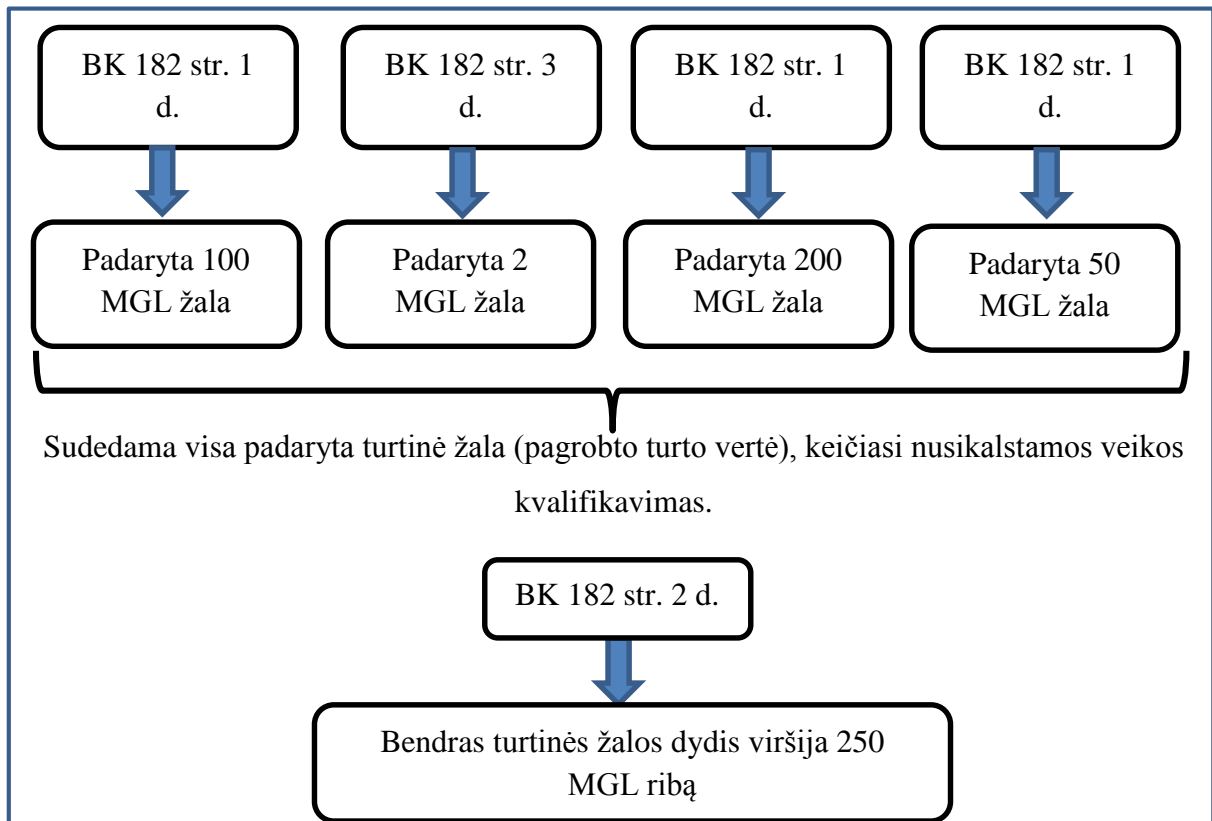 BK 182 str. 1
d.
BK 182 str. 3
d.
BK 182 str. 1
d.
BK 182 str. 1
d.
Padaryta 100
MGL žala
Padaryta 2
MGL žala
Padaryta 200
MGL žala
Padaryta 50
MGL žala
Sudedama visa padaryta turtinė žala (pagrobto turto vertė), keičiasi nusikalstamos veikos
kvalifikavimas.
BK 182 str. 2 d.
Bendras turtinės žalos dydis viršija 250
MGL ribą